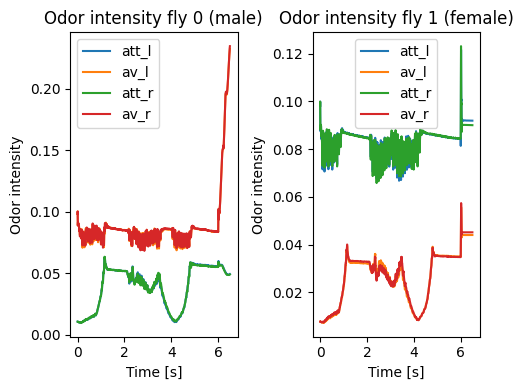 Odor intensity fly 0 (male)
Odor intensity
0.20
0.15
0.10
0.05
0.00
att_l
av_l
att_r
av_r
0
2
4
6
Time [s]
Odor intensity fly 1 (female)
Odor intensity
0.12
0.10
0.08
0.06
0.04
0.02
att_l
av_l
att_r
av_r
0
2
4
6
Time [s]